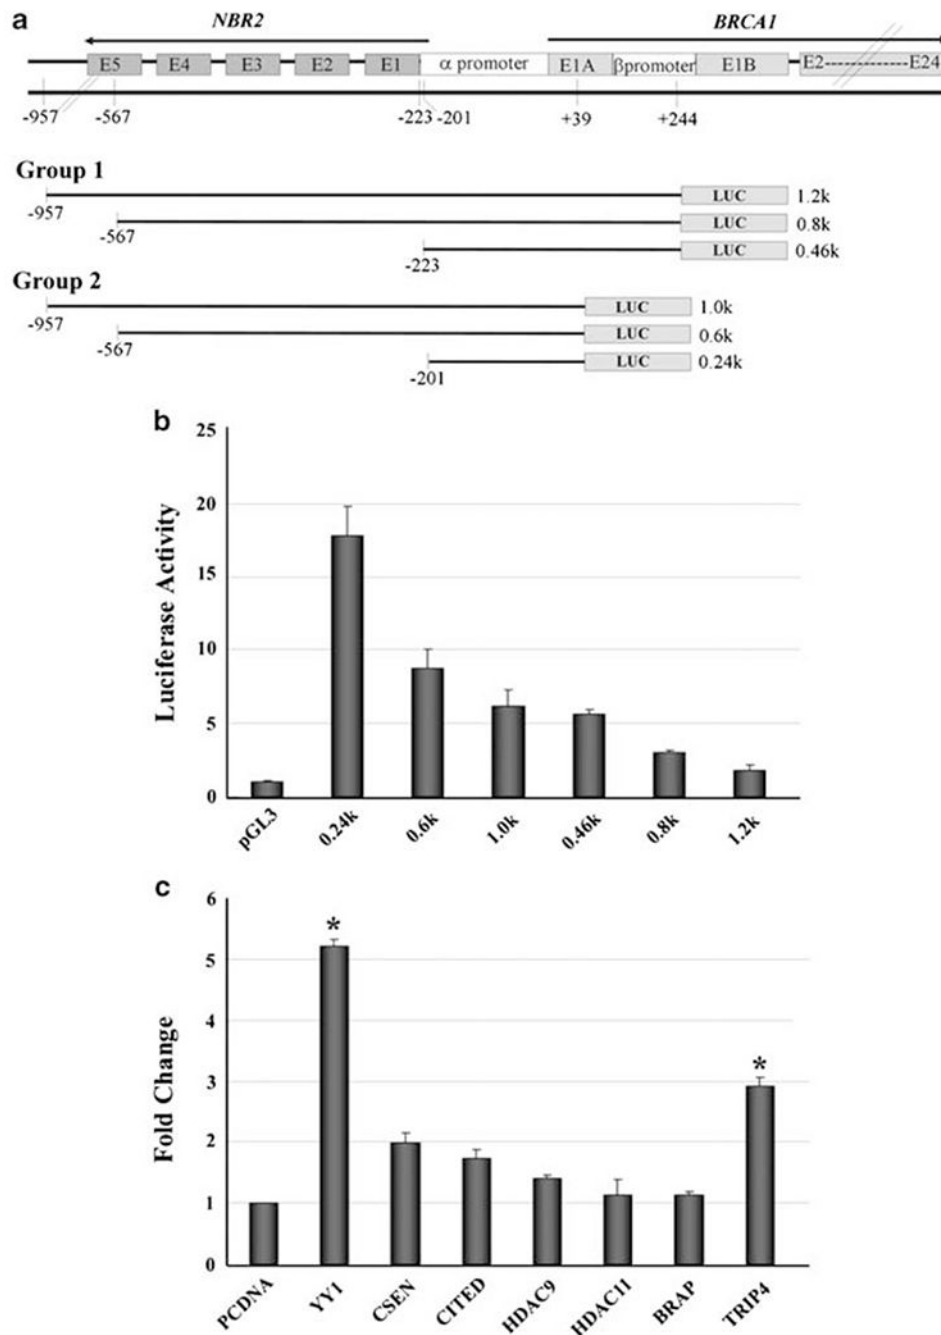 a
NBR2 BRCA1
E5 E4 E3 E2 E1 α promoter E1A βpromoter E1B E2------------E24
-957 -567 -223 -201 +39 +244
Group 1
-957 LUC 1.2k
-567 LUC 0.8k
-223 LUC 0.46k
Group 2
-957 LUC 1.0k
-567 LUC 0.6k
-201 LUC 0.24k
b
Luciferase Activity
25
20
15
10
5
0
pGL3 0.24k 0.6k 1.0k 0.46k 0.8k 1.2k
c
Fold Change
6
5
4
3
2
1
0
* *
PCDNA YY1 CSEN CITED HDAC9 HDAC11 BRAP TRIP4